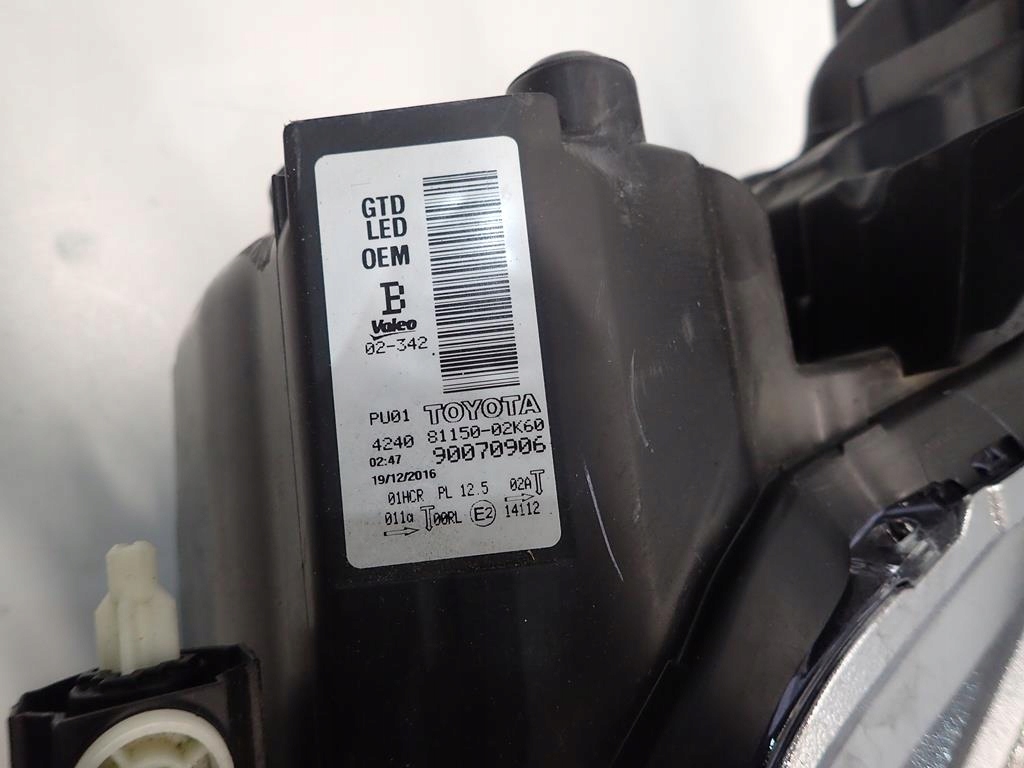 GTD
LED
OEM
B
Valeo
02-342
PU01 TOYOTA
4240 81150-02K60
02:47 90070906
19/12/2016
01HCR PL 12.5 02A
011a 00RL E2 14112